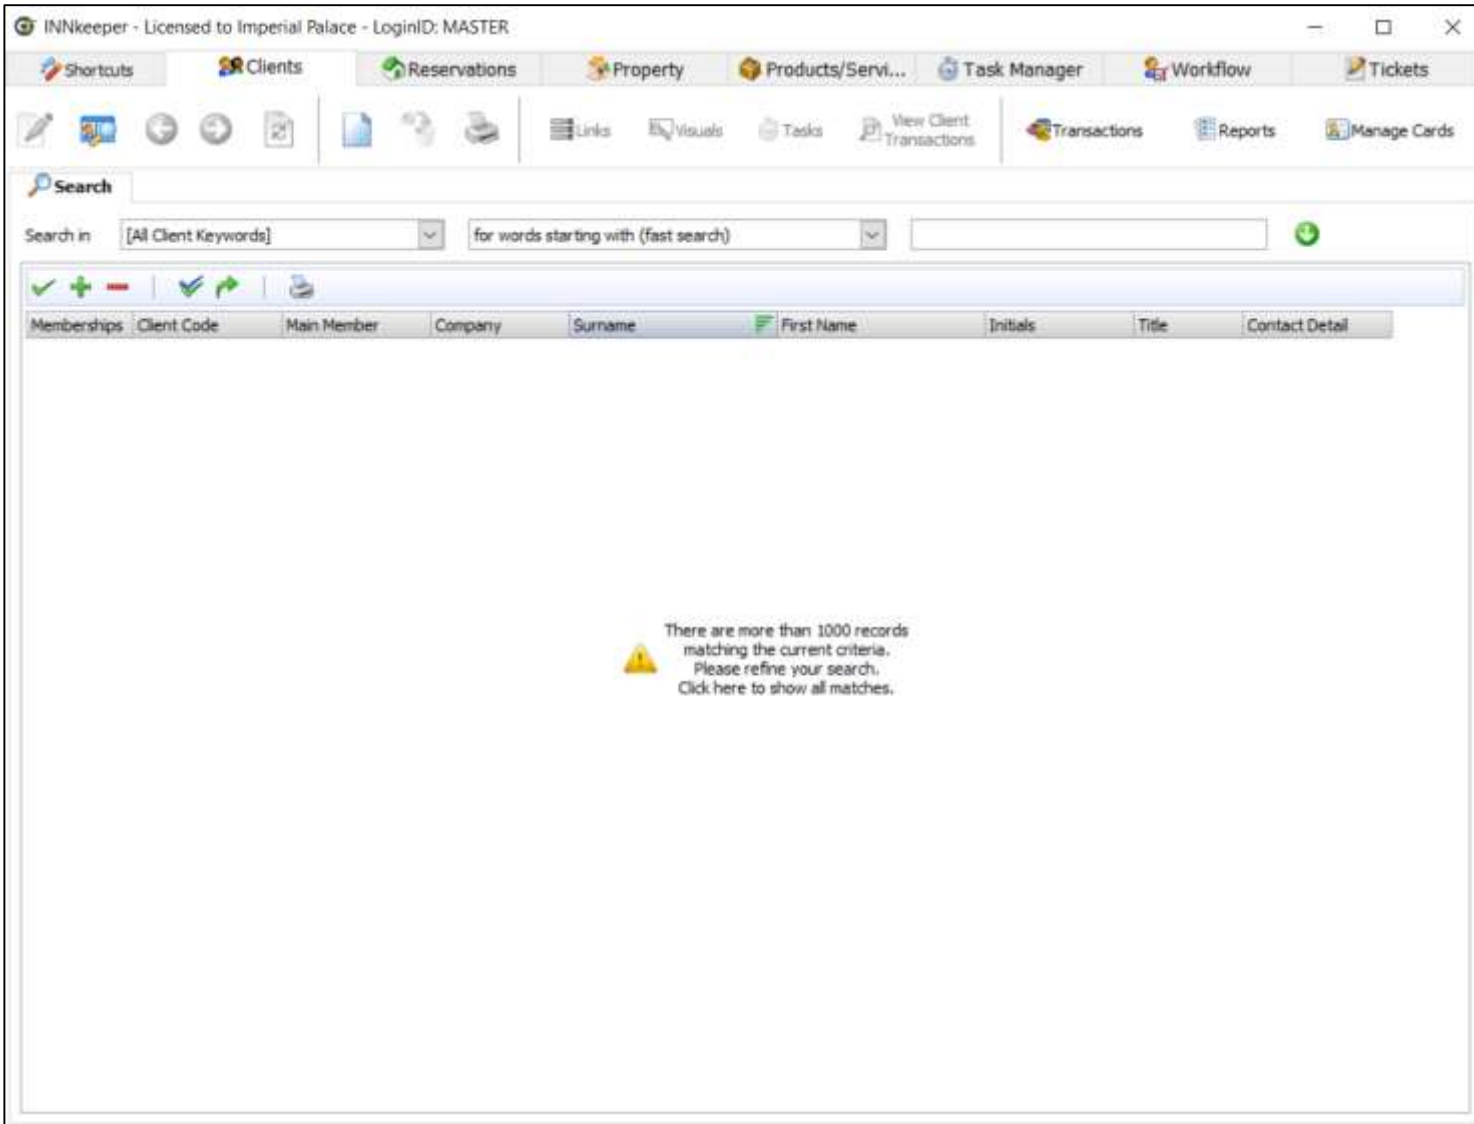 INNkeeper - Licensed to Imperial Palace - LoginID: MASTER
Shortcuts Clients Reservations Property Products/Servi... Task Manager Workflow Tickets
Links Visuals Tasks View Client Transactions Transactions Reports Manage Cards
Search
Search in [All Client Keywords] for words starting with (fast search)
Memberships Client Code Main Member Company Surname First Name Initials Title Contact Detail
There are more than 1000 records
matching the current criteria.
Please refine your search.
Click here to show all matches.